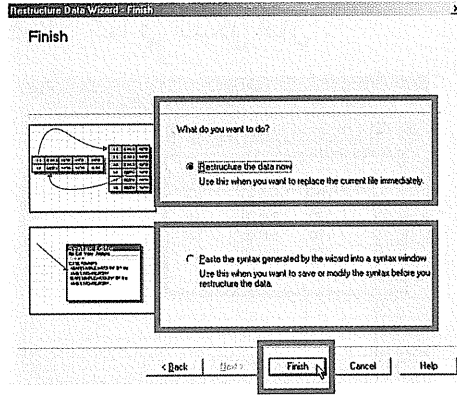 Restructure Data Wizard - Finish
Finish
What do you want to do?
Restructure the data now
Use this when you want to replace the current file immediately.
Paste the syntax generated by the wizard into a syntax window
Use this when you want to save or modify the syntax before you
restructure the data.
< Back Next > Finish Cancel Help